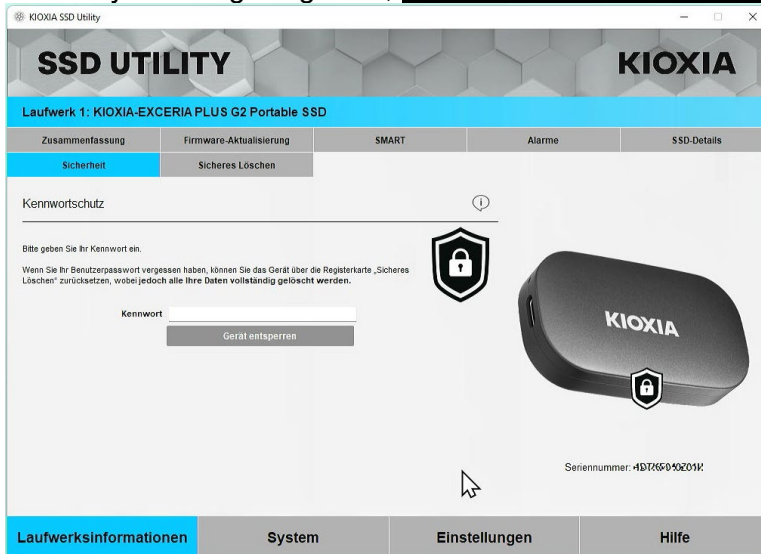 KIOXIA SSD Utility
SSD UTILITY
KIOXIA
Laufwerk 1: KIOXIA-EXCERIA PLUS G2 Portable SSD
Zusammenfassung
Firmware-Aktualisierung
SMART
Alarme
SSD-Details
Sicherheit
Sicheres Löschen
Kennwortschutz
Bitte geben Sie Ihr Kennwort ein.
Wenn Sie Ihr Benutzerpasswort vergessen haben, können Sie das Gerät über die Registerkarte „Sicheres
Löschen“ zurücksetzen, wobei jedoch alle Ihre Daten vollständig gelöscht werden.
Kennwort
Gerät entsperren
KIOXIA
Seriennummer:
Laufwerksinformationen
System
Einstellungen
Hilfe